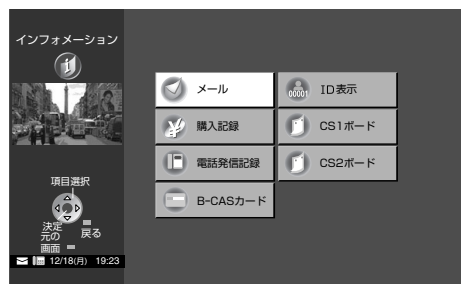 インフォメーション
メール
購入記録
電話発信記録
B-CASカード
00001 ID表示
CS1ボード
CS2ボード
項目選択
決定
元の
画面
戻る
12/18(月) 19:23